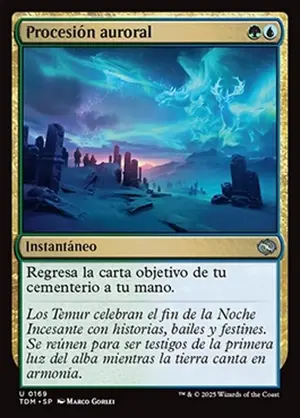 Procesión auroral
Instantáneo
Regresa la carta objetivo de tu
cementerio a tu mano.
Los Temur celebran el fin de la Noche
Incesante con historias, bailes y festines.
Se reúnen para ser testigos de la primera
luz del alba mientras la tierra canta en
armonía.
U 0169
TDM • SP Marco Gorlei
™ & © 2025 Wizards of the Coast